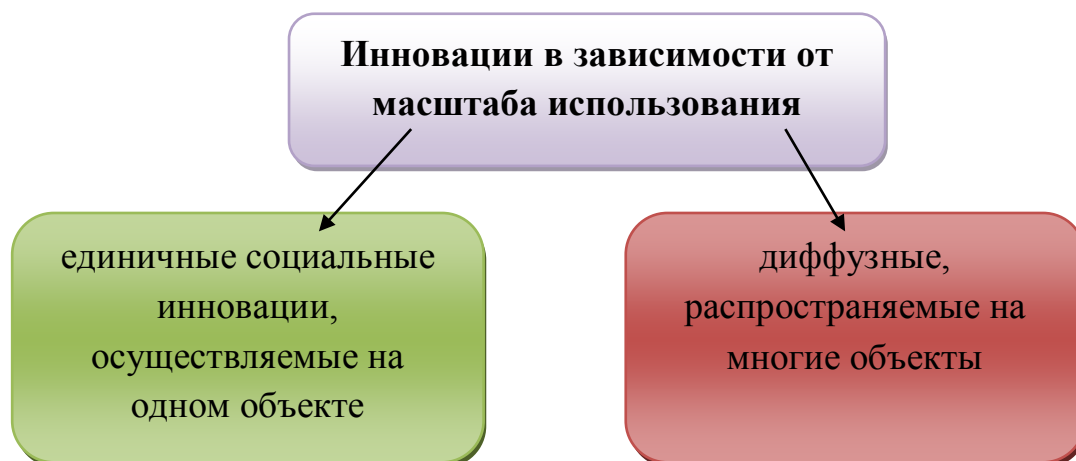 Инновации в зависимости от
масштаба использования
единичные социальные
инновации,
осуществляемые на
одном объекте
диффузные,
распространяемые на
многие объекты